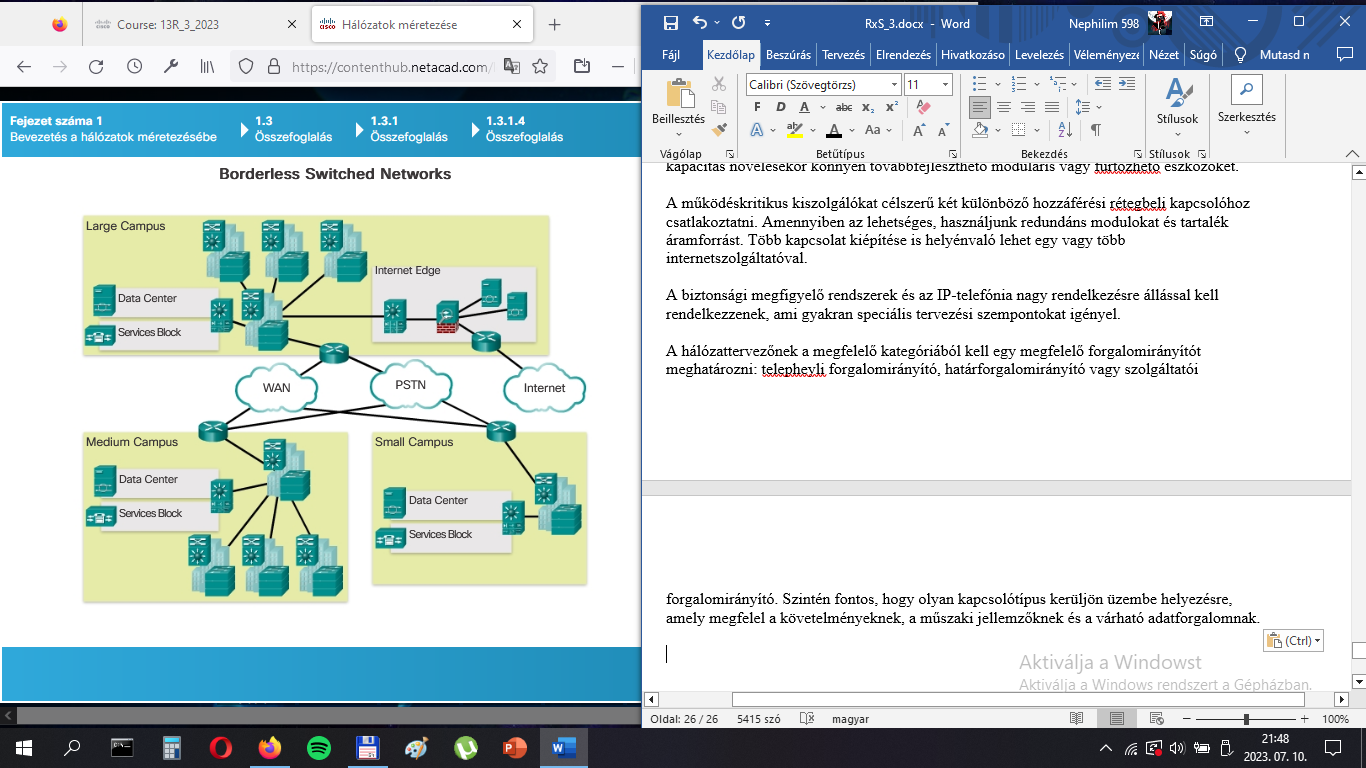 Course: 13R_3_2023
Hálózatok méretezése
https://contenthub.netacad.com/
Fejezet száma 1
Bevezetés a hálózatok méretezésébe
1.3
Összefoglalás
1.3.1
Összefoglalás
1.3.1.4
Összefoglalás
Borderless Switched Networks
Large Campus
Internet Edge
Data Center
Services Block
WAN
PSTN
Internet
Medium Campus
Data Center
Services Block
Small Campus
Data Center
Services Block
RxS_3.docx - Word
Nephilim 598
Fájl Kezdőlap Beszúrás Tervezés Elrendezés Hivatkozáso Levelezés Véleményezé Nézet Súgó Mutasd n
Calibri (Szövegtörzs) 11
F D A abc x₂ x²
Beillesztés
Aa
Stílusok
Szerkesztés
Vágólap Betűtípus Bekezdés Stílusok
kapacitás növelésekor könnyen továbbfejleszthető moduláris vagy fürtözhető eszközöket.
A működéskritikus kiszolgálókat célszerű két különböző hozzáférési rétegbeli kapcsolóhoz
csatlakoztatni. Amennyiben az lehetséges, használjunk redundáns modulokat és tartalék
áramforrást. Több kapcsolat kiépítése is helyénvaló lehet egy vagy több
internetszolgáltatóval.
A biztonsági megfigyelő rendszerek és az IP-telefónia nagy rendelkezésre állással kell
rendelkezzenek, ami gyakran speciális tervezési szempontokat igényel.
A hálózattervezőnek a megfelelő kategóriából kell egy megfelelő forgalomirányítót
meghatározni: telepheyli forgalomirányító, határforgalomirányító vagy szolgáltatói
forgalomirányító. Szintén fontos, hogy olyan kapcsolótípus kerüljön üzembe helyezésre,
amely megfelel a követelményeknek, a műszaki jellemzőknek és a várható adatforgalomnak.
(Ctrl)
Aktiválja a Windowst
Aktiválja a Windows rendszert a Gépházban.
Oldal: 26 / 26 5415 szó magyar 100%
21:48
2023. 07. 10.